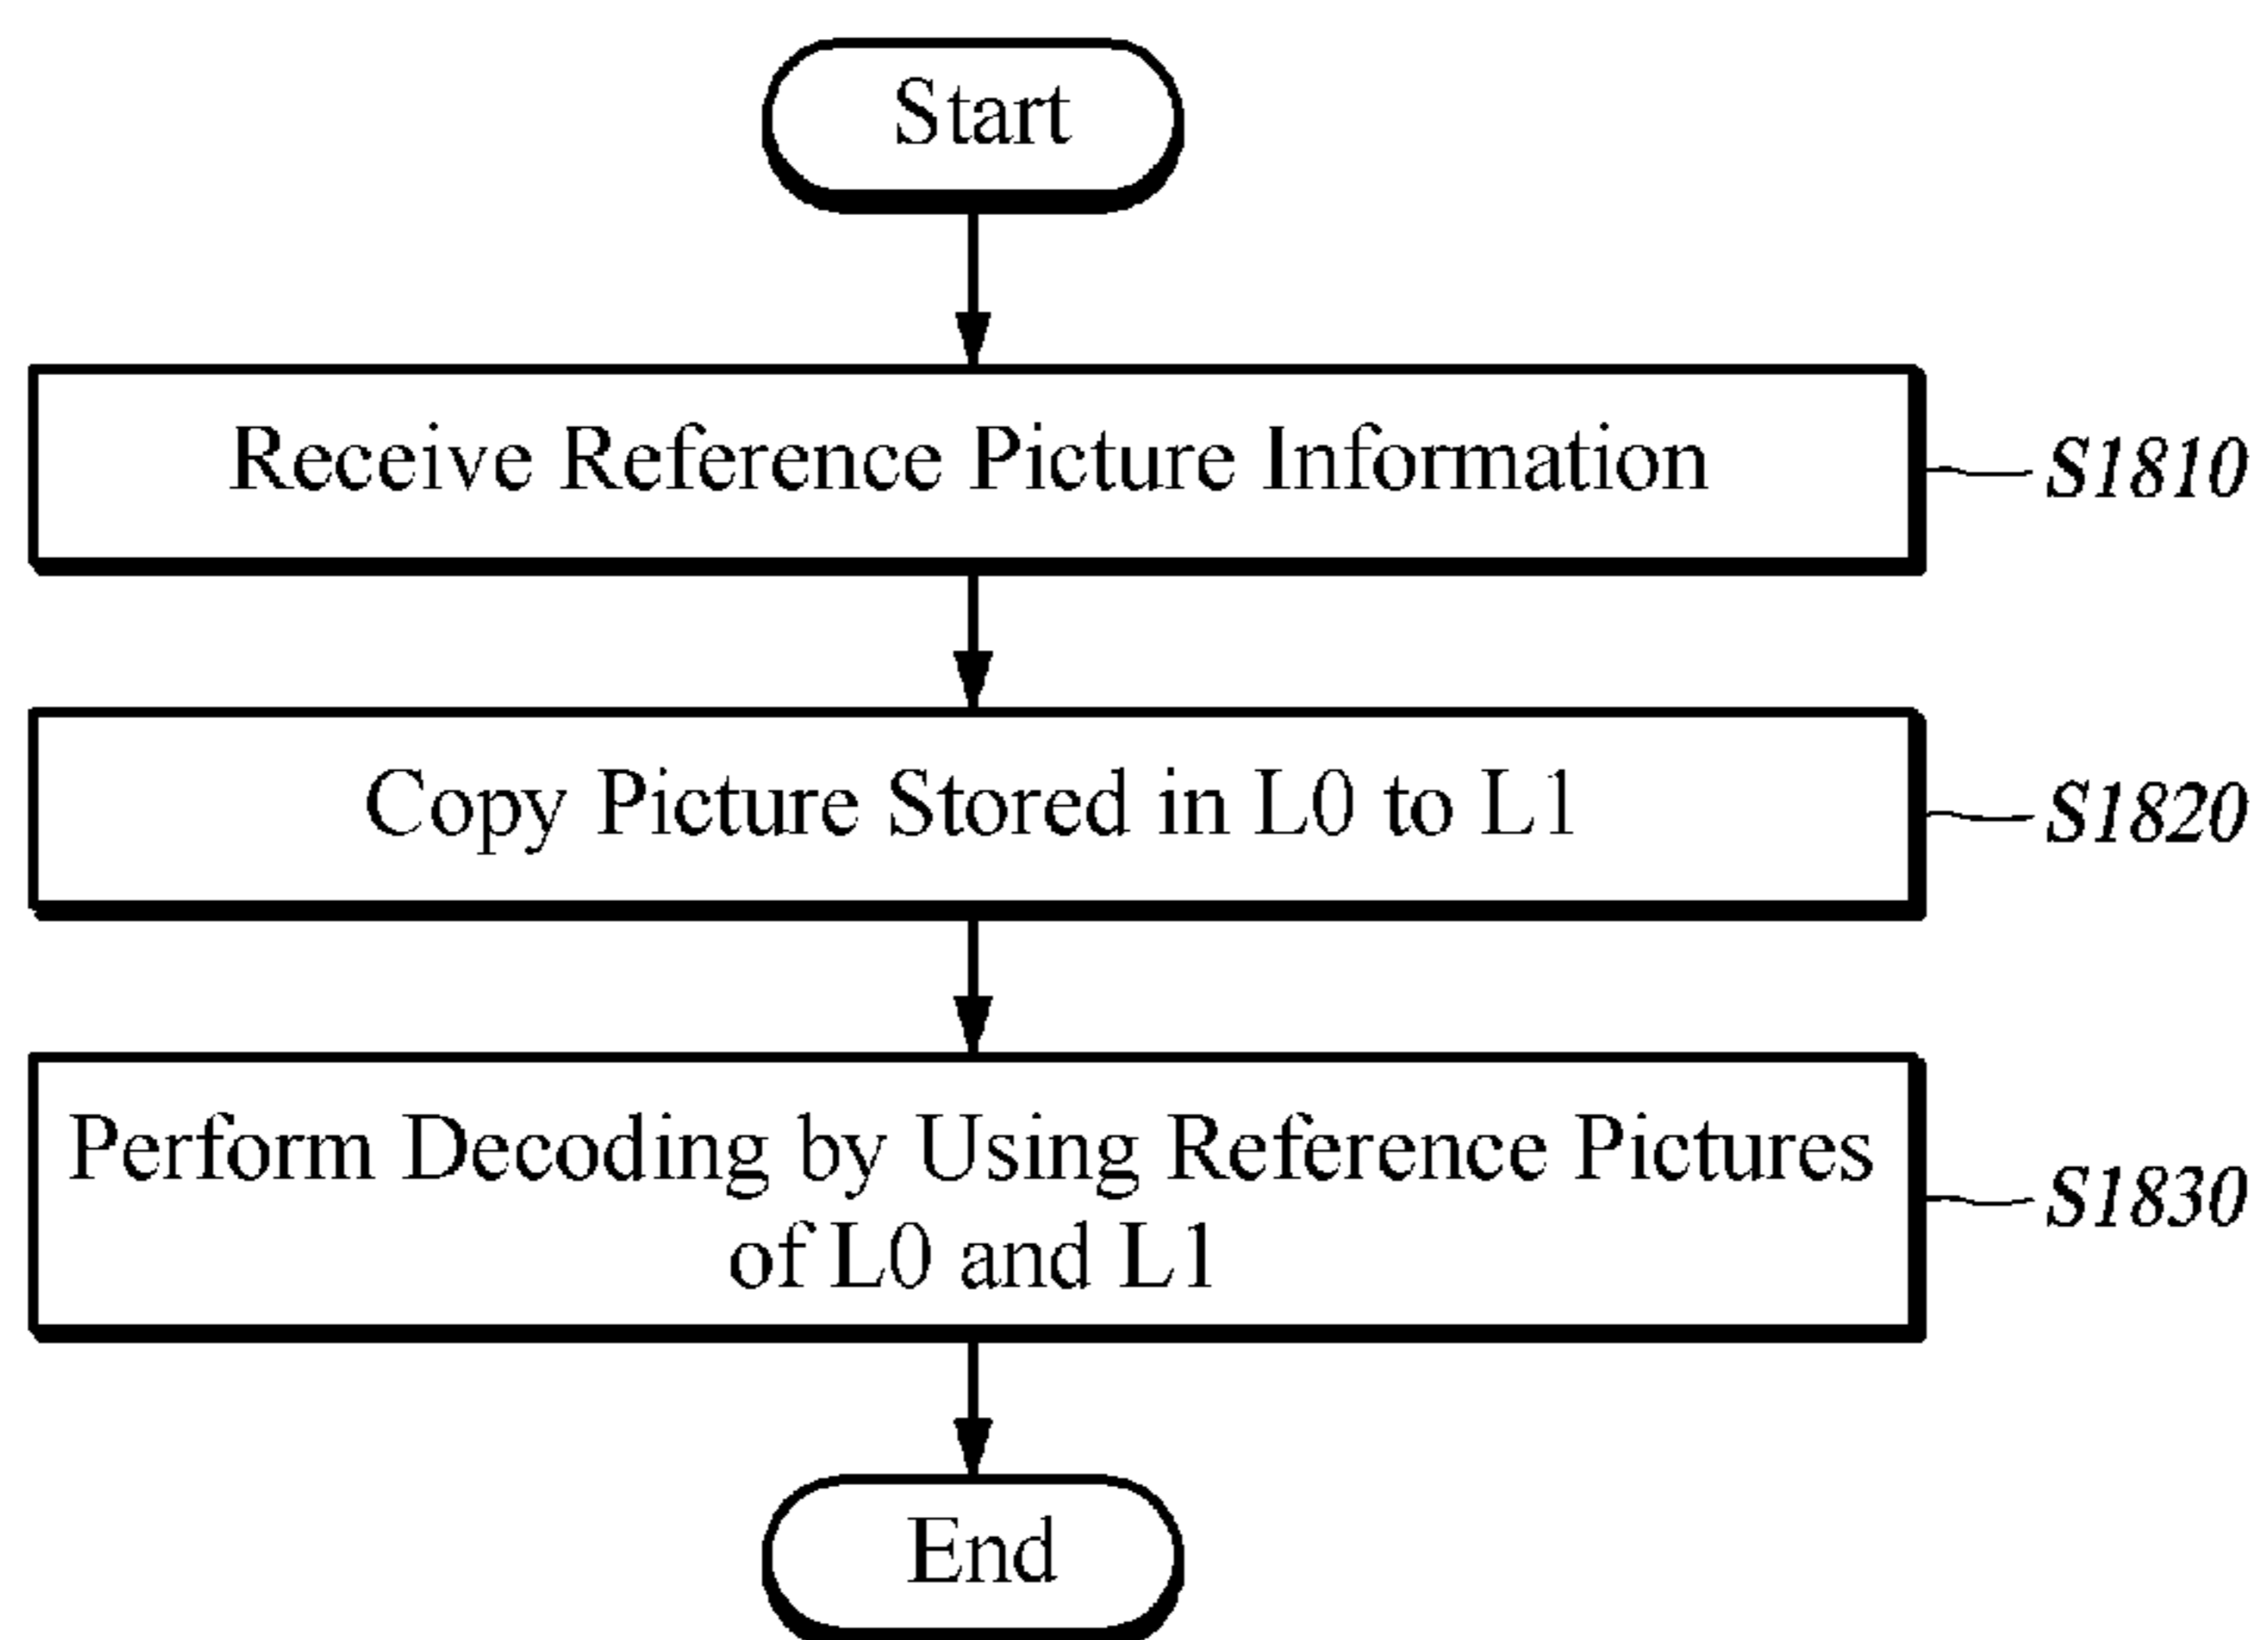 Start
Receive Reference Picture Information
S1810
Copy Picture Stored in L0 to L1
S1820
Perform Decoding by Using Reference Pictures
of L0 and L1
S1830
End